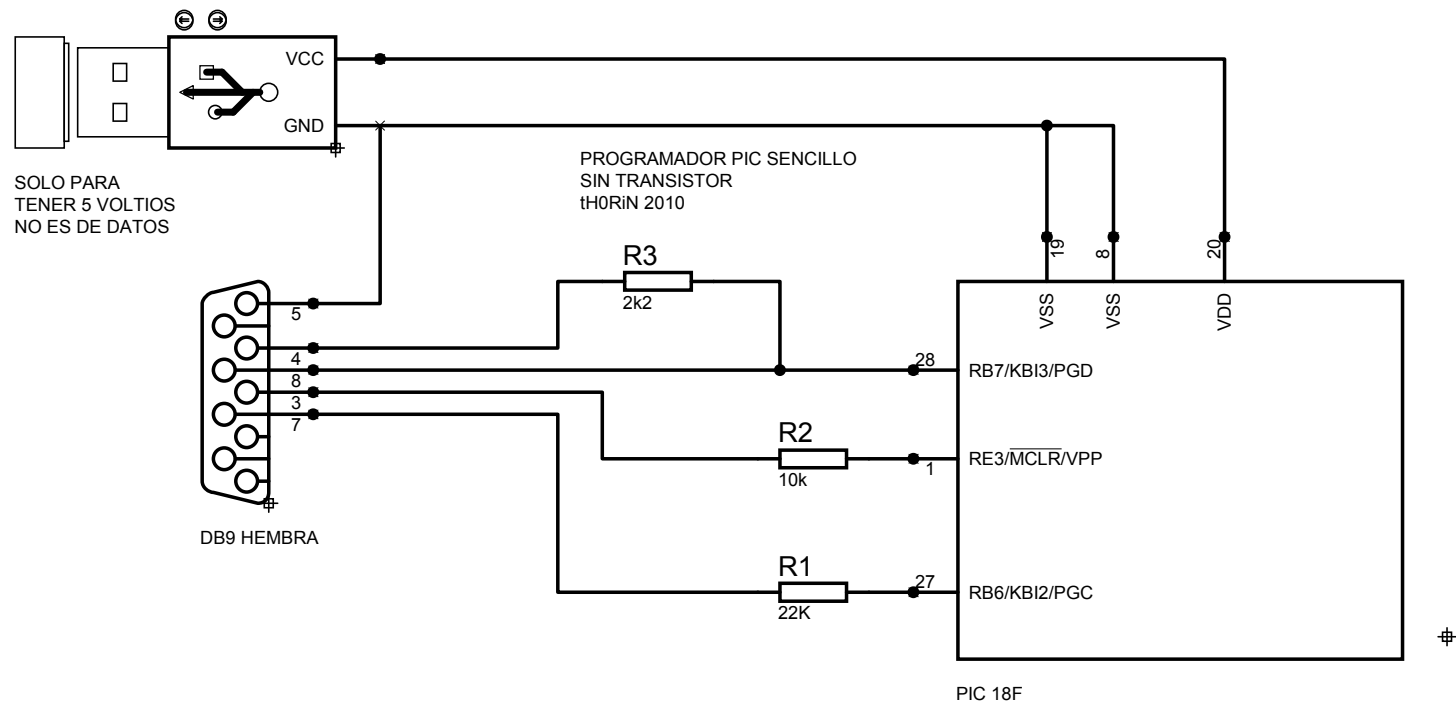 VCC
GND
SOLO PARA
TENER 5 VOLTIOS
NO ES DE DATOS
PROGRAMADOR PIC SENCILLO
SIN TRANSISTOR
tH0RiN 2010
19
8
20
R3
2k2
VSS
VSS
VDD
5
4
8
3
7
28
RB7/KBI3/PGD
R2
10k
1
RE3/MCLR/VPP
DB9 HEMBRA
R1
22K
27
RB6/KBI2/PGC
PIC 18F